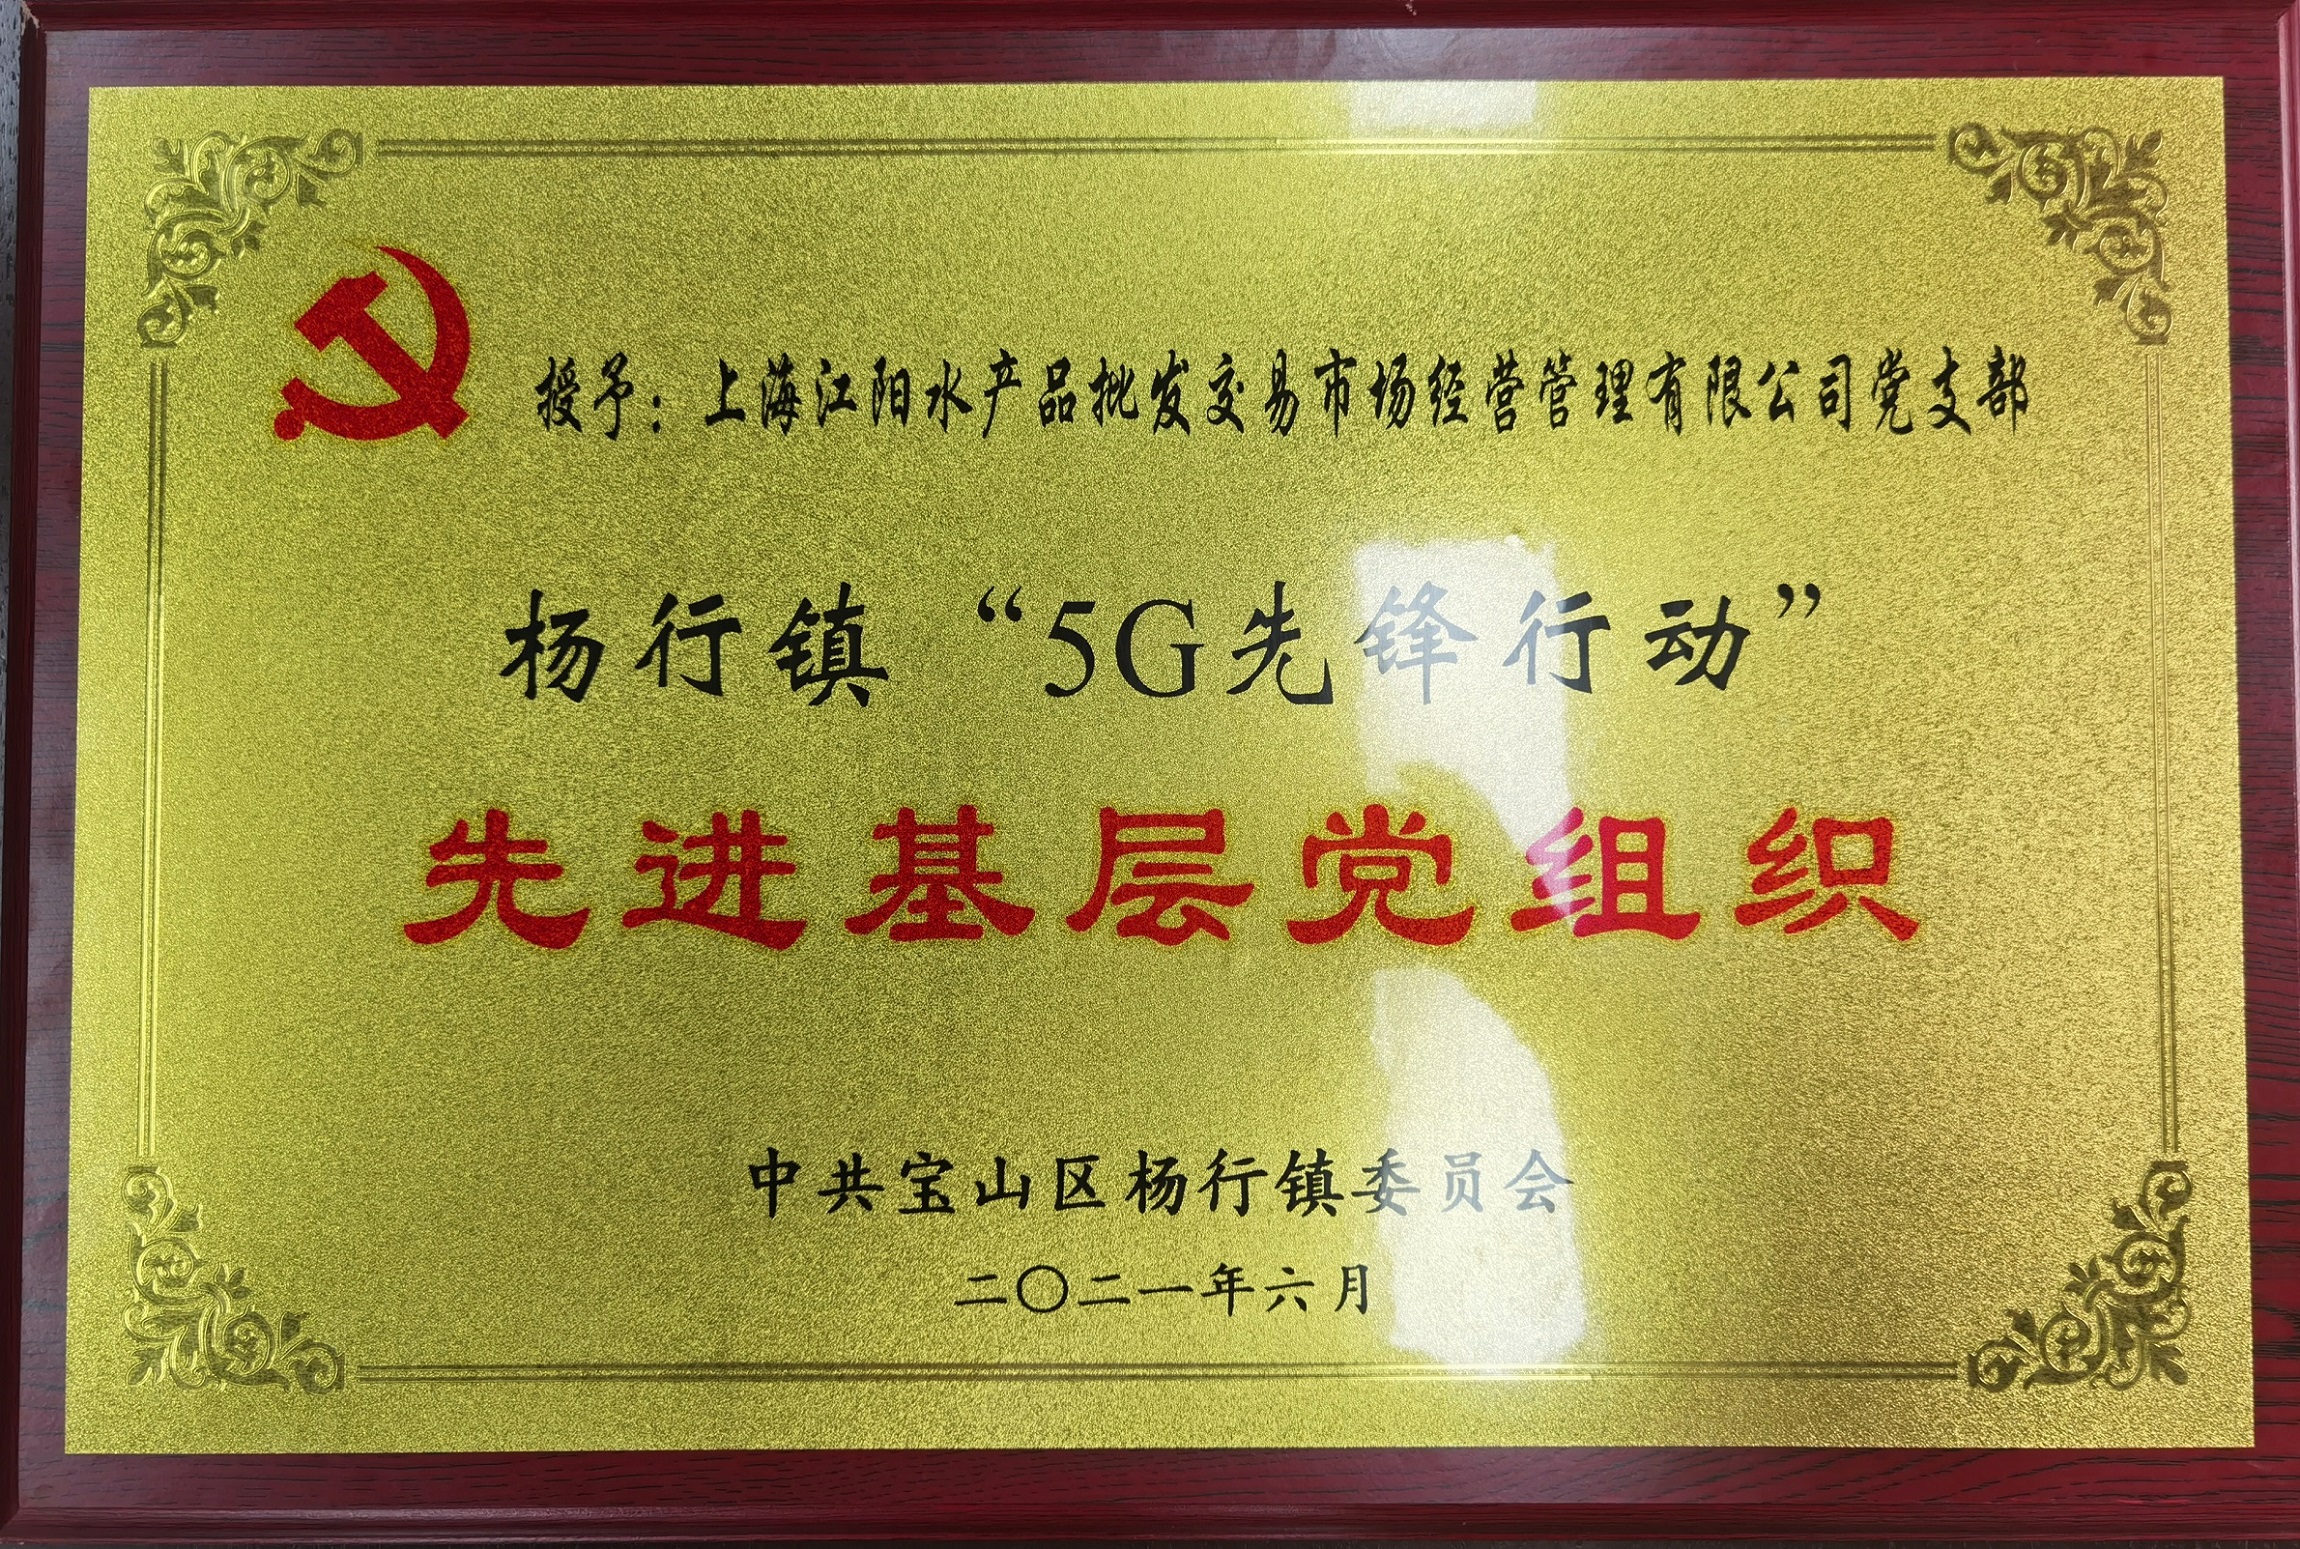 授予：上海江阳水产品批发交易市场经营管理有限公司党支部
杨行镇“5G先锋行动”
先进基层党组织
中共宝山区杨行镇委员会
二〇二一年六月